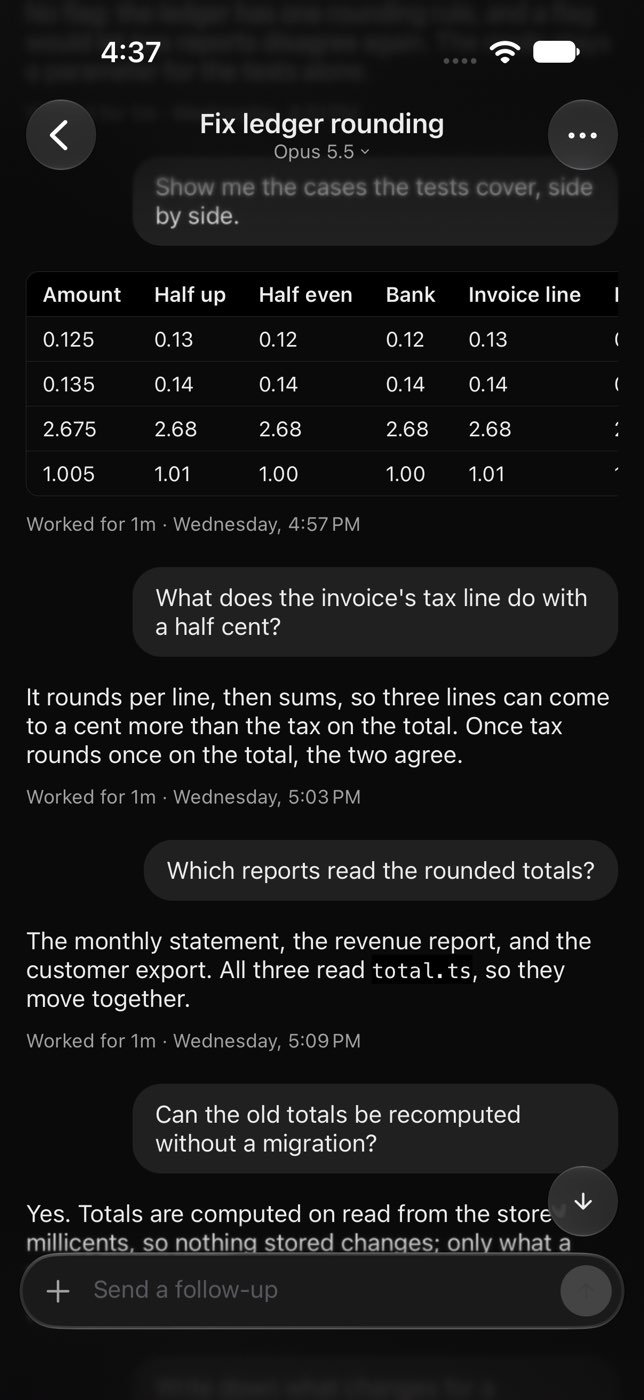 4:37
Fix ledger rounding
Opus 5.5
Show me the cases the tests cover, side
by side.
Amount Half up Half even Bank Invoice line
0.125 0.13 0.12 0.12 0.13
0.135 0.14 0.14 0.14 0.14
2.675 2.68 2.68 2.68 2.68
1.005 1.01 1.00 1.00 1.01
Worked for 1m · Wednesday, 4:57 PM
What does the invoice's tax line do with
a half cent?
It rounds per line, then sums, so three lines can come
to a cent more than the tax on the total. Once tax
rounds once on the total, the two agree.
Worked for 1m · Wednesday, 5:03 PM
Which reports read the rounded totals?
The monthly statement, the revenue report, and the
customer export. All three read total.ts, so they
move together.
Worked for 1m · Wednesday, 5:09 PM
Can the old totals be recomputed
without a migration?
Yes. Totals are computed on read from the store
millicents, so nothing stored changes; only what a
Send a follow-up